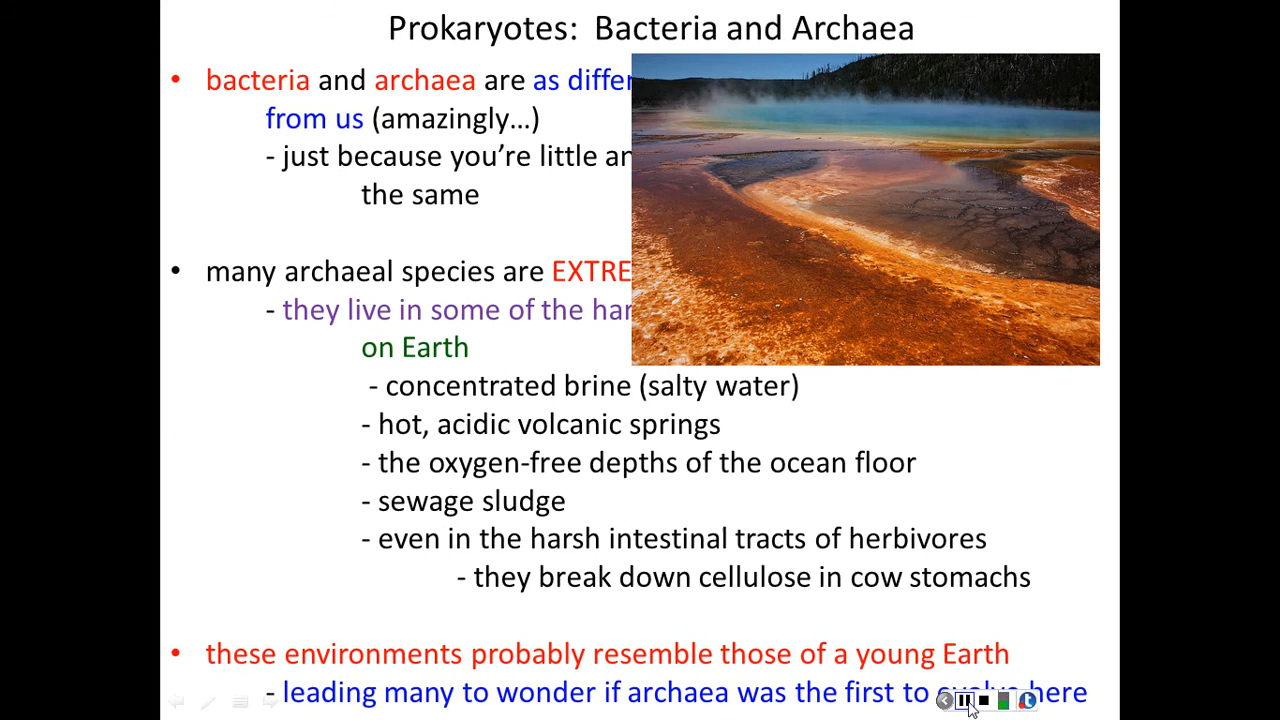 Prokaryotes: Bacteria and Archaea
• bacteria and archaea are as differ
from us (amazingly…)
- just because you’re little an
the same
• many archaeal species are EXTRE
- they live in some of the har
on Earth
- concentrated brine (salty water)
- hot, acidic volcanic springs
- the oxygen-free depths of the ocean floor
- sewage sludge
- even in the harsh intestinal tracts of herbivores
- they break down cellulose in cow stomachs
• these environments probably resemble those of a young Earth
- leading many to wonder if archaea was the first to evolve here